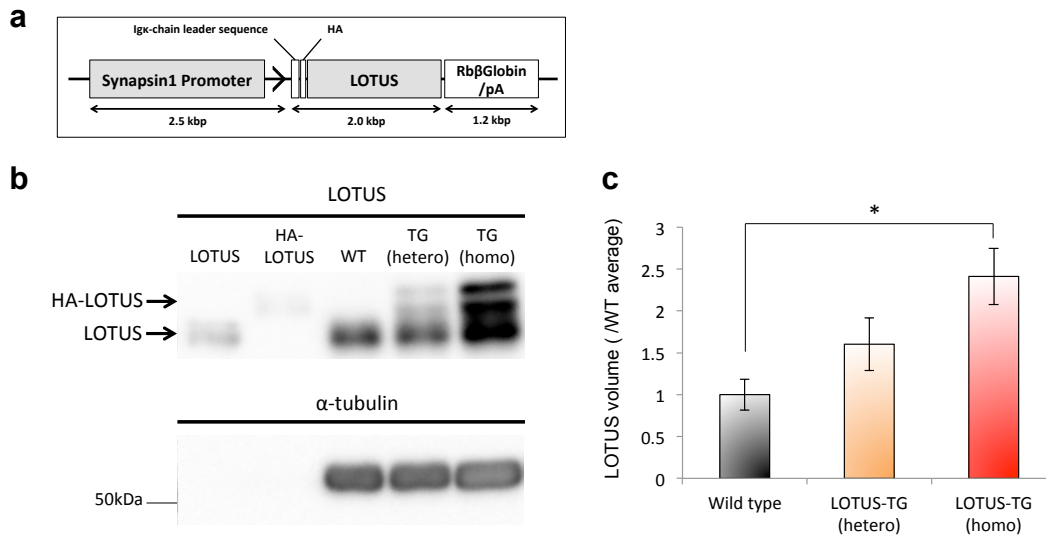 a
Igκ-chain leader sequence
HA
Synapsin1 Promoter
LOTUS
RbβGlobin
/pA
2.5 kbp
2.0 kbp
1.2 kbp
b
LOTUS
LOTUS
HA-
LOTUS
WT
TG
(hetero)
TG
(homo)
HA-LOTUS
LOTUS
α-tubulin
50kDa
c
LOTUS volume ( /WT average)
*
3
2.5
2
1.5
1
0.5
0
Wild type
LOTUS-TG
(hetero)
LOTUS-TG
(homo)